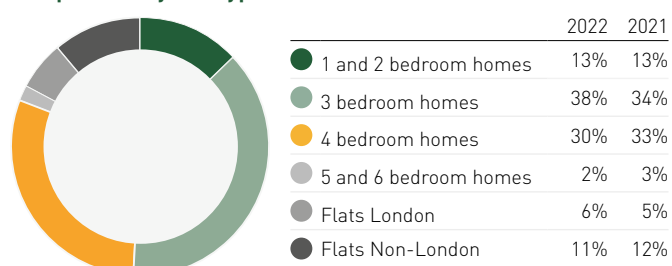 2022 2021
1 and 2 bedroom homes 13% 13%
3 bedroom homes 38% 34%
4 bedroom homes 30% 33%
5 and 6 bedroom homes 2% 3%
Flats London 6% 5%
Flats Non-London 11% 12%